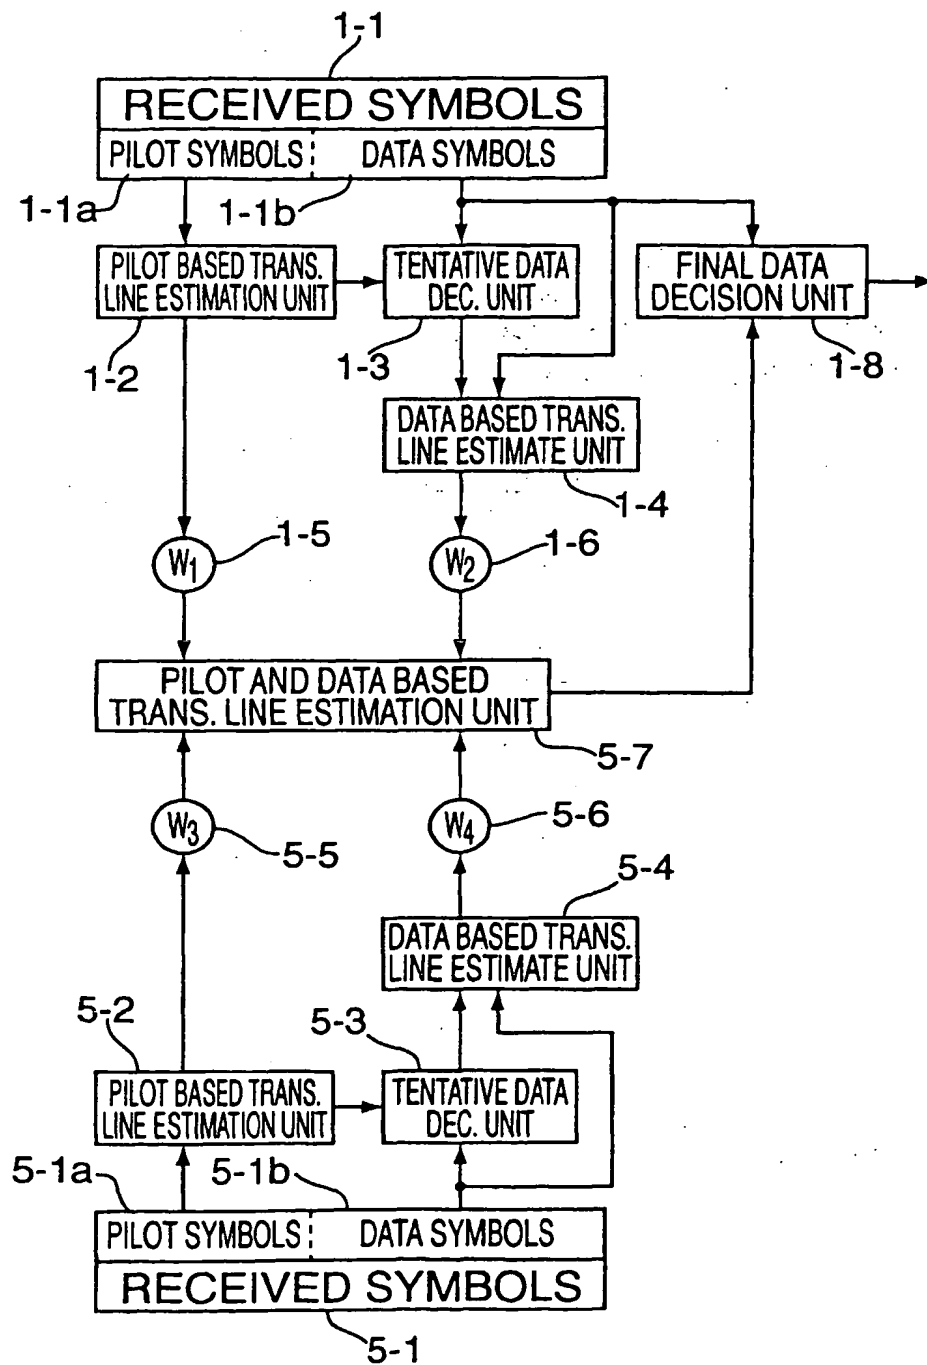 1-1
RECEIVED SYMBOLS
PILOT SYMBOLS DATA SYMBOLS
1-1a 1-1b
PILOT BASED TRANS.
LINE ESTIMATION UNIT
TENTATIVE DATA
DEC. UNIT
FINAL DATA
DECISION UNIT
1-2
1-3
1-8
DATA BASED TRANS.
LINE ESTIMATE UNIT
1-4
W1
1-5
W2
1-6
PILOT AND DATA BASED
TRANS. LINE ESTIMATION UNIT
5-7
W3
5-5
W4
5-6
5-4
DATA BASED TRANS.
LINE ESTIMATE UNIT
5-2
5-3
PILOT BASED TRANS.
LINE ESTIMATION UNIT
TENTATIVE DATA
DEC. UNIT
5-1a 5-1b
PILOT SYMBOLS DATA SYMBOLS
RECEIVED SYMBOLS
5-1